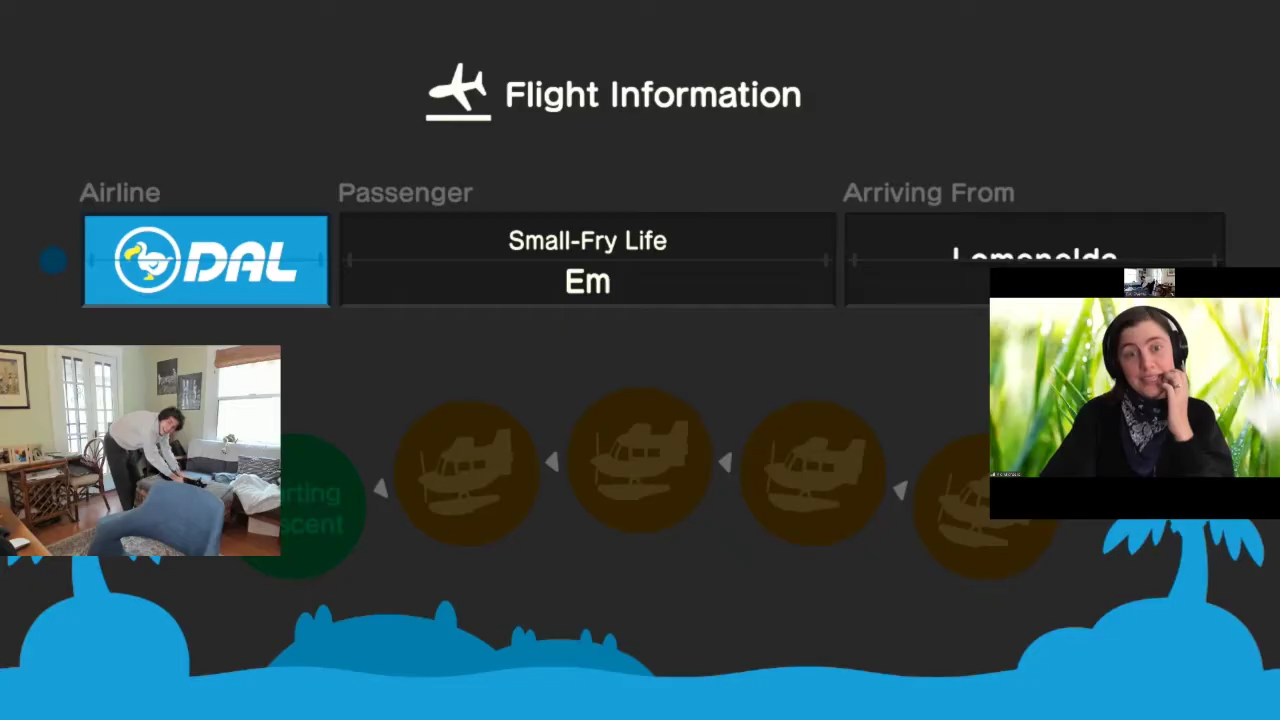 Flight Information
Airline
Passenger
Arriving From
DAL
Small-Fry Life
Em